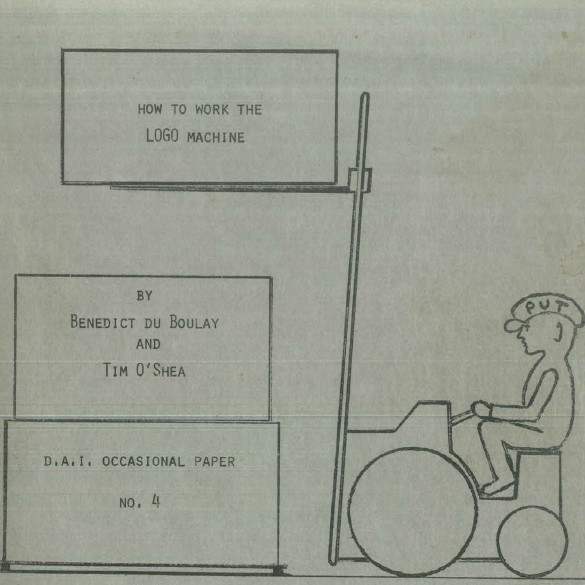 HOW TO WORK THE
LOGO MACHINE
BY
BENEDICT DU BOULAY
AND
TIM O'SHEA
PUT
D.A.I. OCCASIONAL PAPER
NO. 4